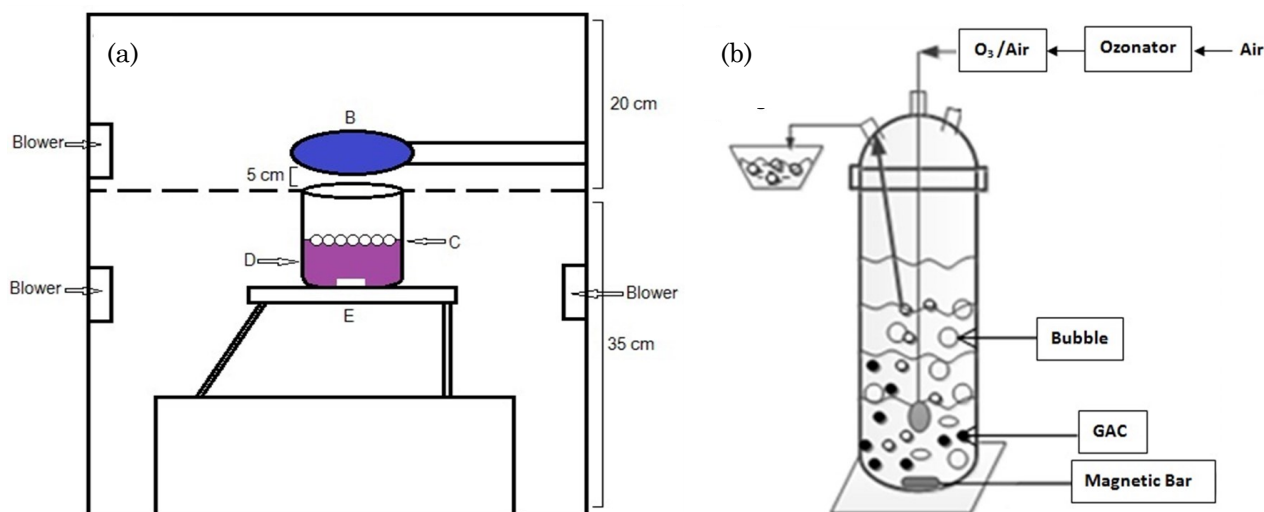 (a)
B
20 cm
Blower
5 cm
C
D
Blower
Blower
E
35 cm
(b)
O3/Air
Ozonator
Air
Bubble
GAC
Magnetic Bar